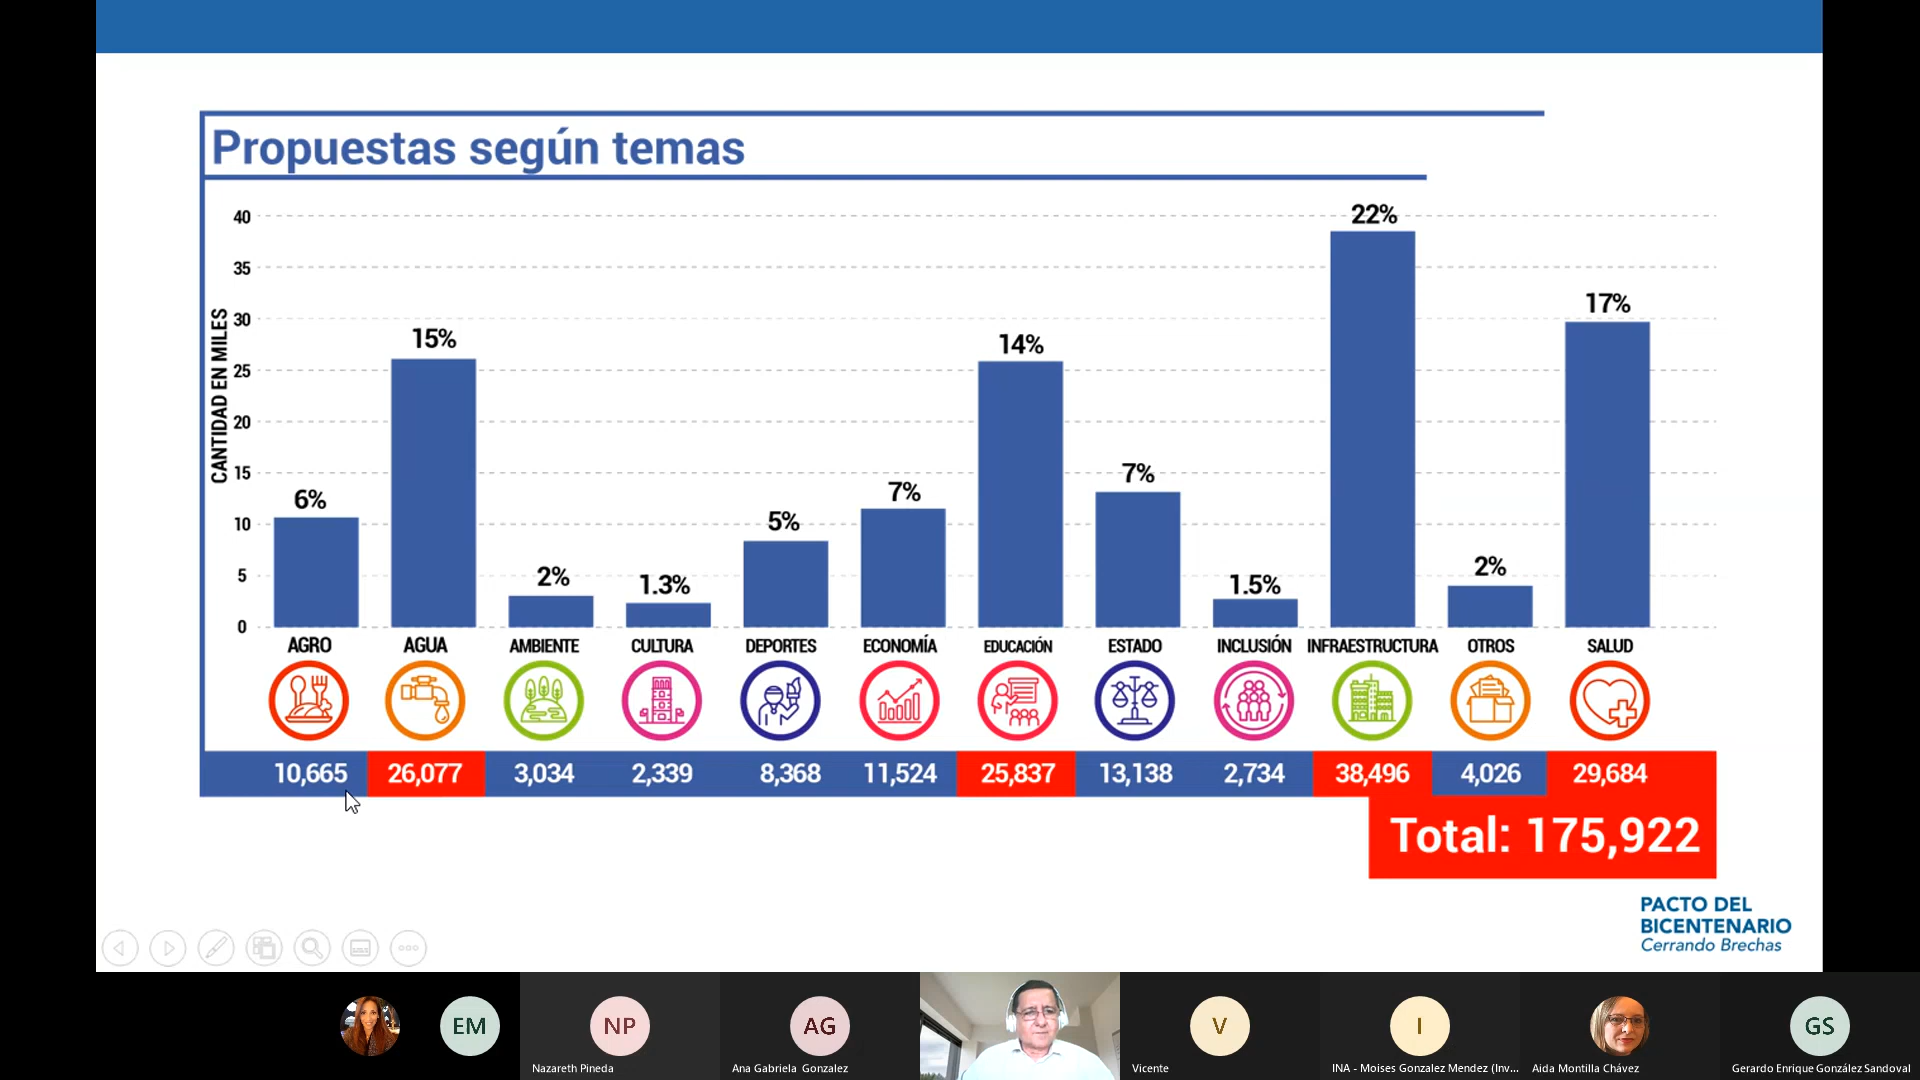 Propuestas según temas
CANTIDAD EN MILES
40
35
30
25
20
15
10
5
0
6%
15%
2%
1.3%
5%
7%
14%
7%
1.5%
22%
2%
17%
AGRO AGUA AMBIENTE CULTURA DEPORTES ECONOMÍA EDUCACIÓN ESTADO INCLUSIÓN INFRAESTRUCTURA OTROS SALUD
10,665 26,077 3,034 2,339 8,368 11,524 25,837 13,138 2,734 38,496 4,026 29,684
Total: 175,922
PACTO DEL
BICENTENARIO
Cerrando Brechas
EM NP AG V I GS
Nazareth Pineda Ana Gabriela Gonzalez Vicente INA - Moises Gonzalez Mendez (Inv... Aida Montilla Chávez Gerardo Enrique González Sandoval